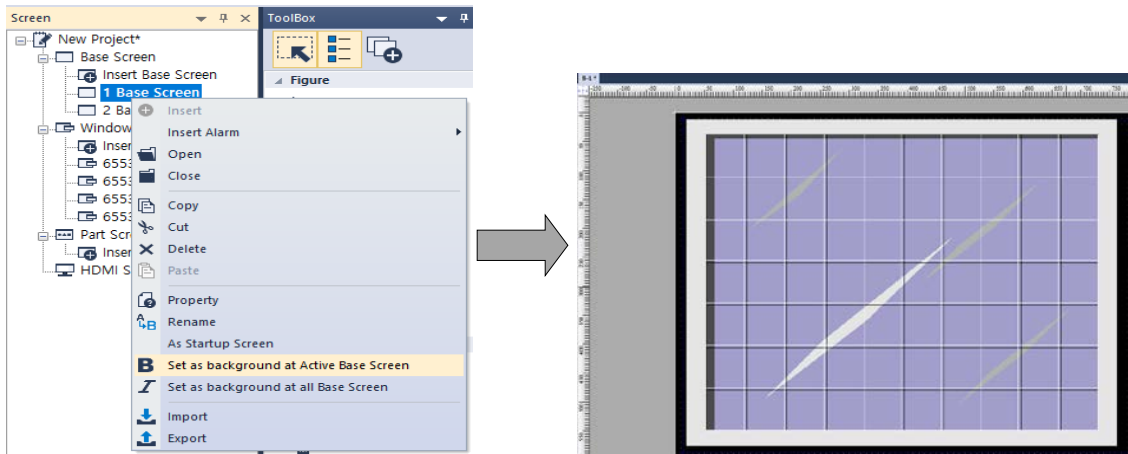 Screen
New Project*
Base Screen
Insert Base Screen
1 Base Screen
2 Ba
Window
Inser
6553
6553
6553
6553
Part Scr
Inser
HDMI S
Insert
Insert Alarm
Open
Close
Copy
Cut
Delete
Paste
Property
Rename
As Startup Screen
Set as background at Active Base Screen
Set as background at all Base Screen
Import
Export
ToolBox
Figure
B-1*